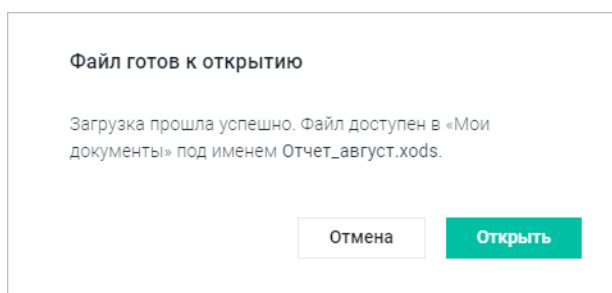 Файл готов к открытию
Загрузка прошла успешно. Файл доступен в «Мои
документы» под именем Отчет_август.xods.
Отмена
Открыть